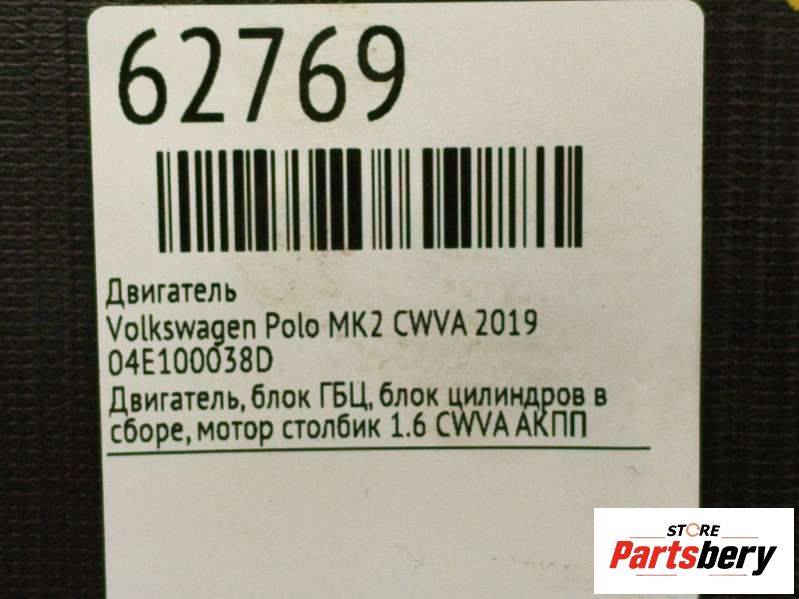 62769
Двигатель
Volkswagen Polo MK2 CWVA 2019
04E100038D
Двигатель, блок ГБЦ, блок цилиндров в
сборе, мотор столбик 1.6 CWVA АКПП
STORE
Partsbery